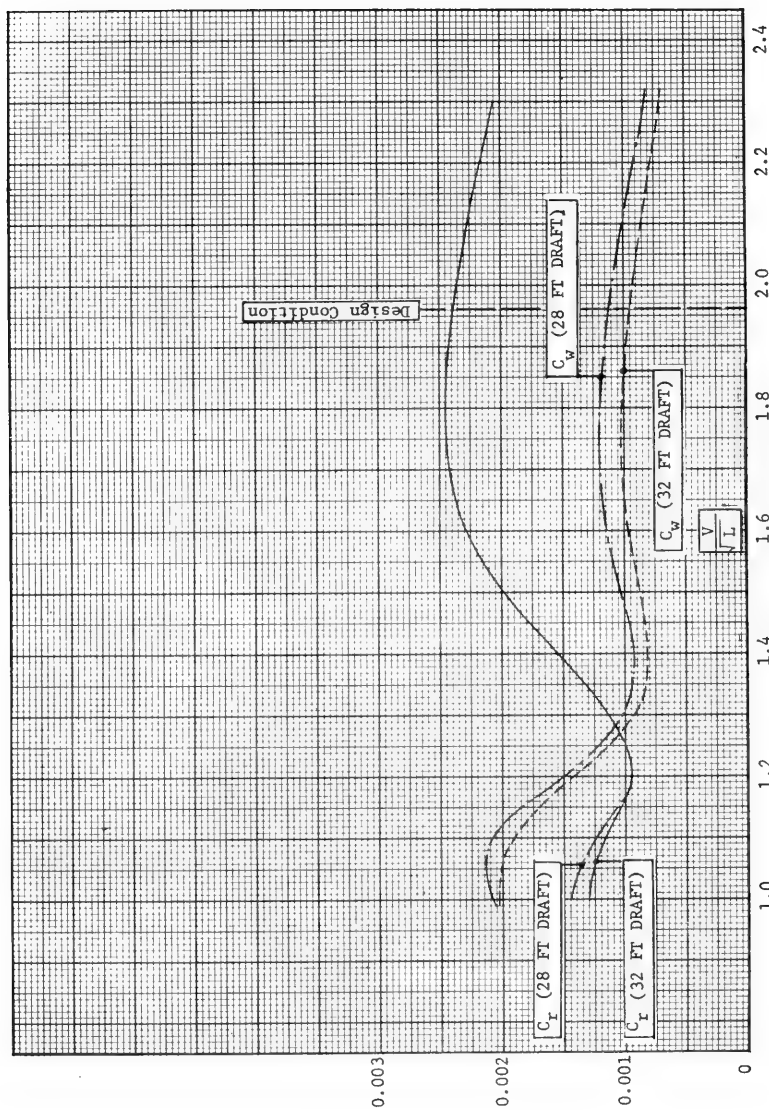 0.003
0.002
0.001
0
1.0
1.2
1.4
1.6
1.8
2.0
2.2
2.4
V
√L
Design Condition
C_w (28 FT DRAFT)
C_w (32 FT DRAFT)
C_r (28 FT DRAFT)
C_r (32 FT DRAFT)